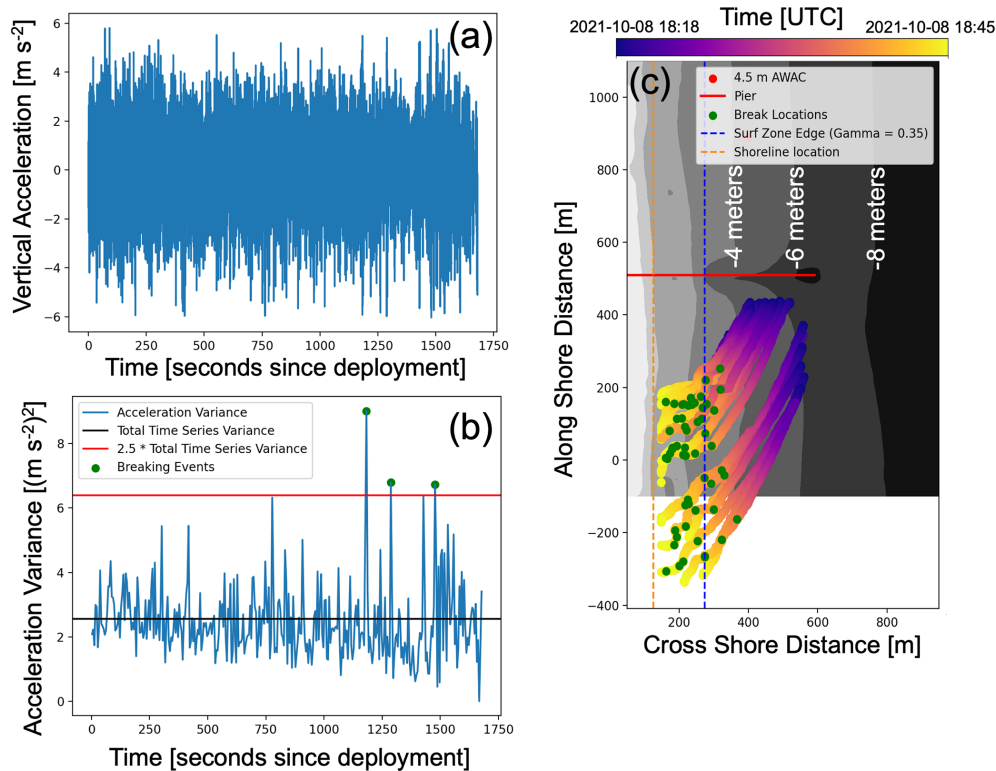 (a)
Vertical Acceleration [m s-2]
6
4
2
0
−2
−4
−6
0
250
500
750
1000
1250
1500
1750
Time [seconds since deployment]
(b)
Acceleration Variance [(m s-2)2]
Acceleration Variance
Total Time Series Variance
2.5 * Total Time Series Variance
Breaking Events
8
6
4
2
0
0
250
500
750
1000
1250
1500
1750
Time [seconds since deployment]
Time [UTC]
2021-10-08 18:18
2021-10-08 18:45
(c)
4.5 m AWAC
Pier
Break Locations
Surf Zone Edge (Gamma = 0.35)
Shoreline location
-4 meters
-6 meters
-8 meters
Along Shore Distance [m]
1000
800
600
400
200
0
−200
−400
200
400
600
800
Cross Shore Distance [m]